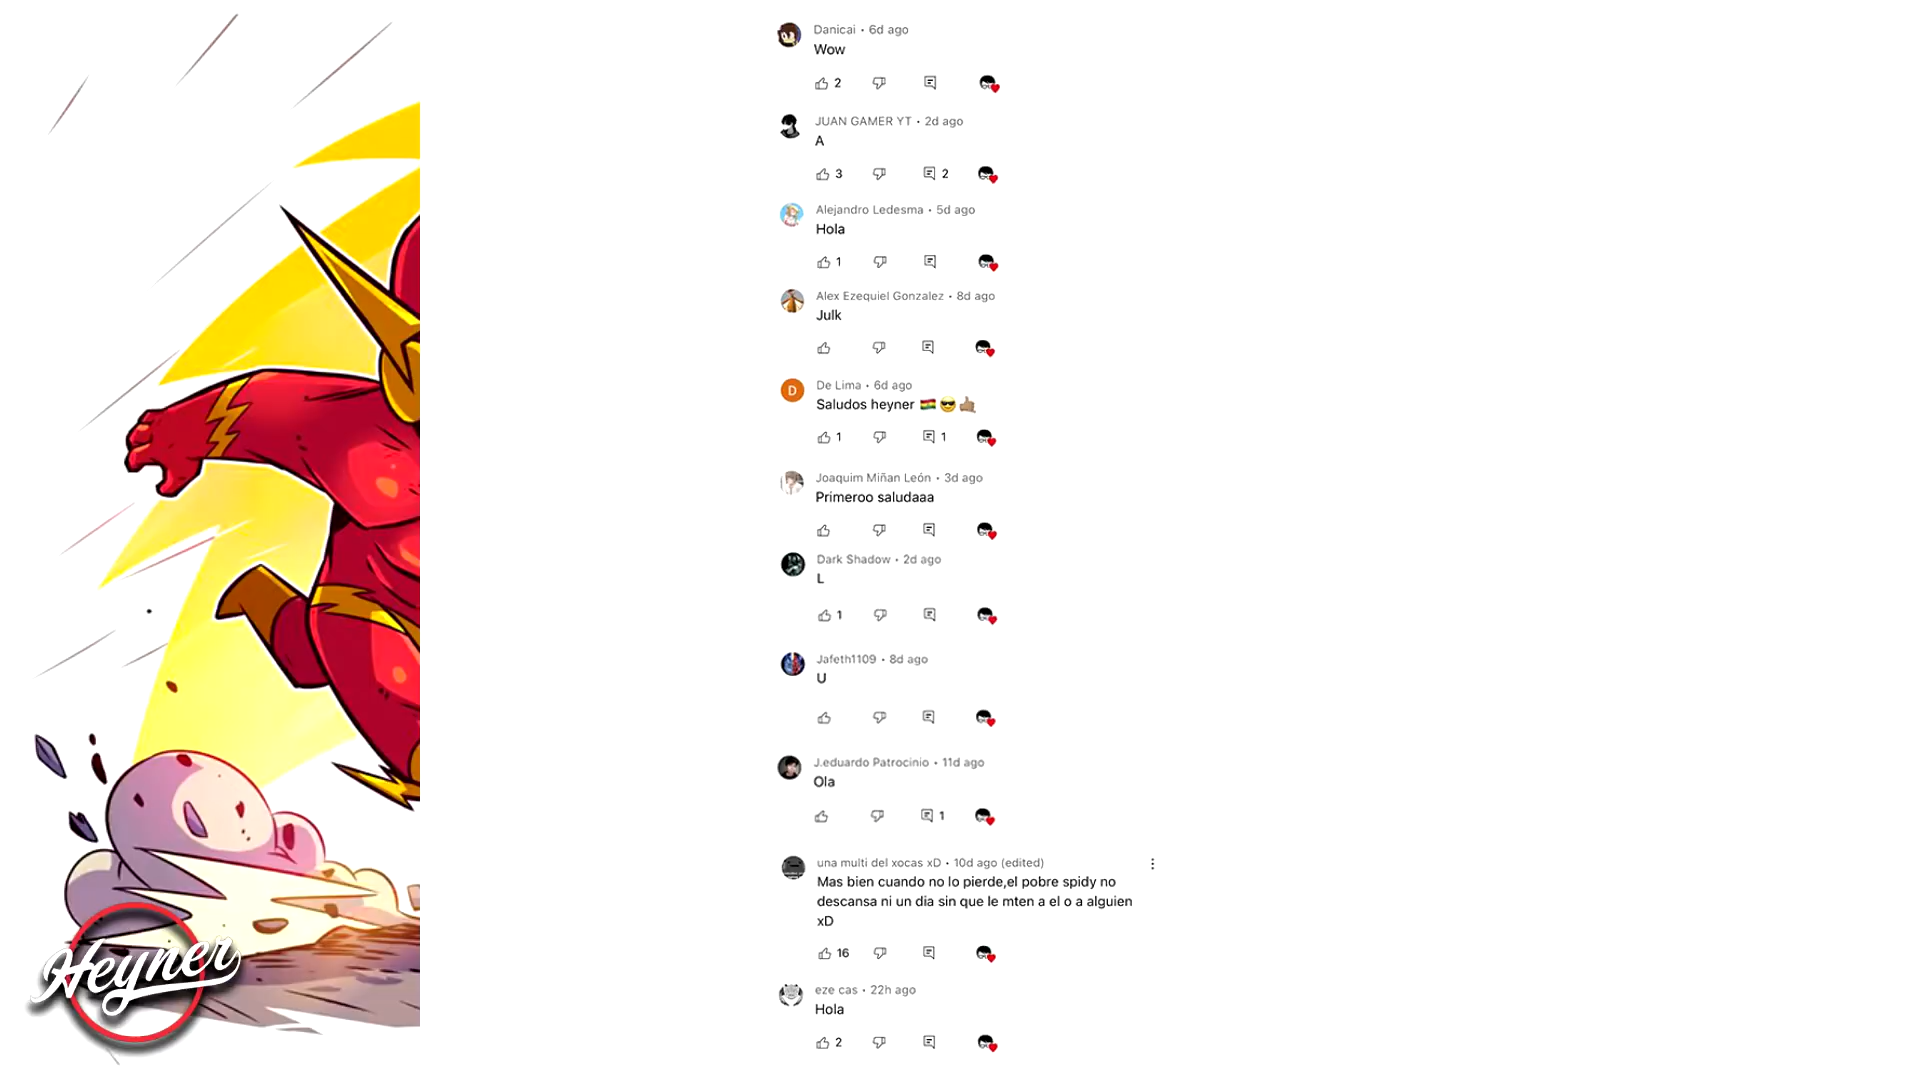 Danicai • 6d ago
Wow
2
JUAN GAMER YT • 2d ago
A
3 2
Alejandro Ledesma • 5d ago
Hola
1
Alex Ezequiel Gonzalez • 8d ago
Julk
D De Lima • 6d ago
Saludos heyner 🇧🇴😎🤙🏽
1 1
Joaquim Miñan León • 3d ago
Primeroo saludaaa
Dark Shadow • 2d ago
L
1
Jafeth1109 • 8d ago
U
J.eduardo Patrocinio • 11d ago
Ola
1
una multi del xocas xD • 10d ago (edited)
Mas bien cuando no lo pierde,el pobre spidy no
descansa ni un dia sin que le mten a el o a alguien
xD
16
eze cas • 22h ago
Hola
2
Heyner